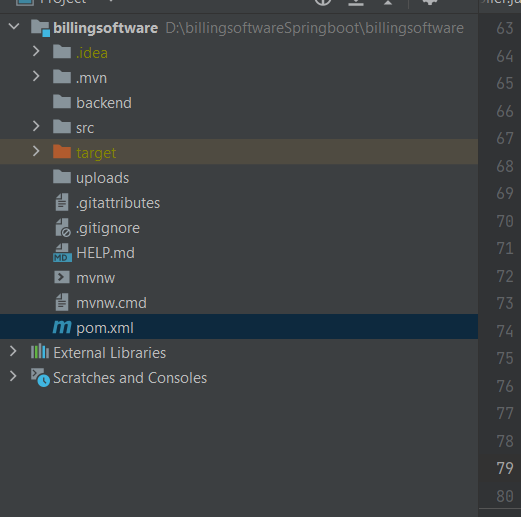 Project
billingsoftware D:\billingsoftwareSpringboot\billingsoftware
.idea
.mvn
backend
src
target
uploads
.gitattributes
.gitignore
MD HELP.md
mvnw
mvnw.cmd
m pom.xml
External Libraries
Scratches and Consoles
63
64
65
66
67
68
69
70
71
72
73
74
75
76
77
78
79
80